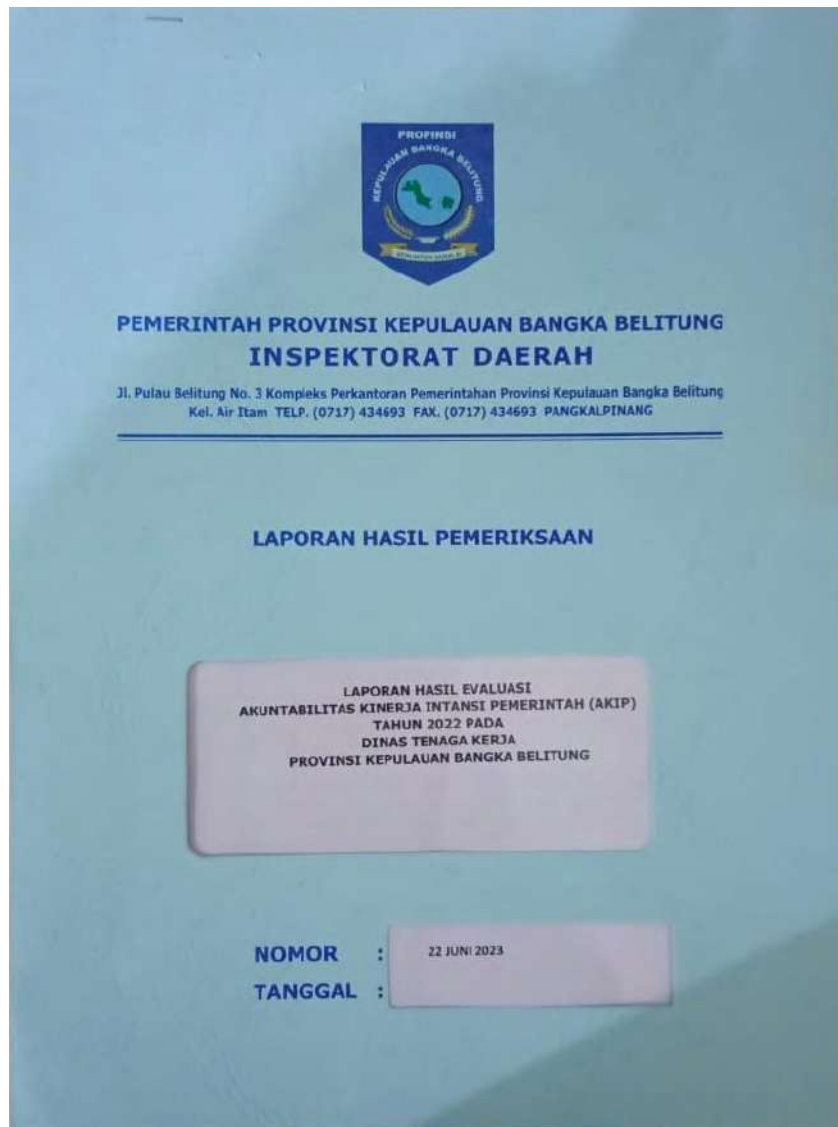 PROPINSI
KEPULAUAN BANGKA BELITUNG
PEMERINTAH PROVINSI KEPULAUAN BANGKA BELITUNG
INSPEKTORAT DAERAH
Jl. Pulau Belitung No. 3 Kompleks Perkantoran Pemerintahan Provinsi Kepulauan Bangka Belitung
Kel. Air Itam TELP. (0717) 434693 FAX. (0717) 434693 PANGKALPINANG
LAPORAN HASIL PEMERIKSAAN
LAPORAN HASIL EVALUASI
AKUNTABILITAS KINERJA INTANSI PEMERINTAH (AKIP)
TAHUN 2022 PADA
DINAS TENAGA KERJA
PROVINSI KEPULAUAN BANGKA BELITUNG
NOMOR : 22 JUNI 2023
TANGGAL :